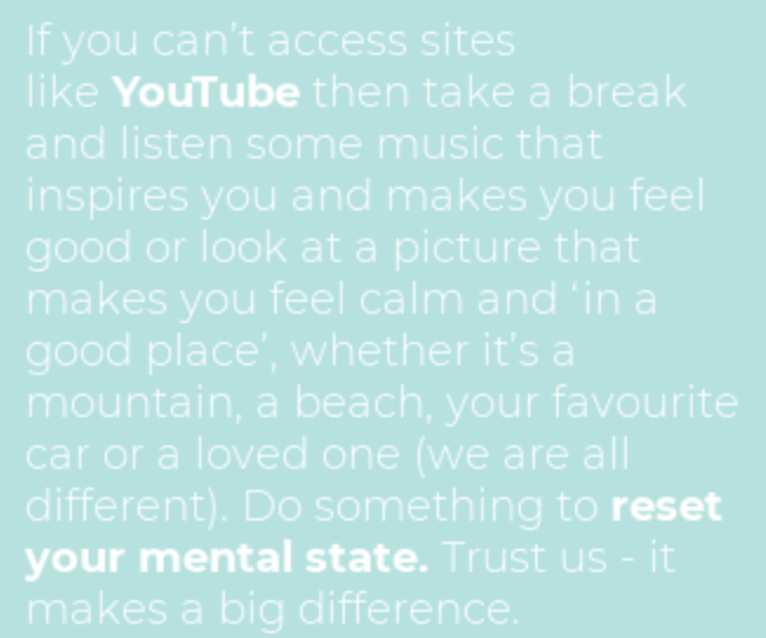 If you can’t access sites
like YouTube then take a break
and listen some music that
inspires you and makes you feel
good or look at a picture that
makes you feel calm and ‘in a
good place’, whether it’s a
mountain, a beach, your favourite
car or a loved one (we are all
different). Do something to reset
your mental state. Trust us - it
makes a big difference.